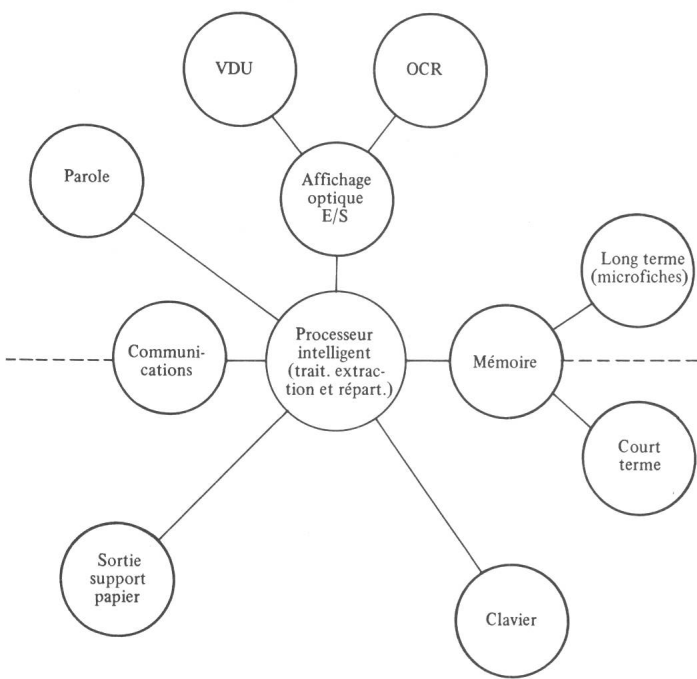 VDU
OCR
Parole
Affichage
optique
E/S
Long terme
(microfiches)
Communi-
cations
Processeur
intelligent
(trait. extrac-
tion et répart.)
Mémoire
Court
terme
Sortie
support
papier
Clavier